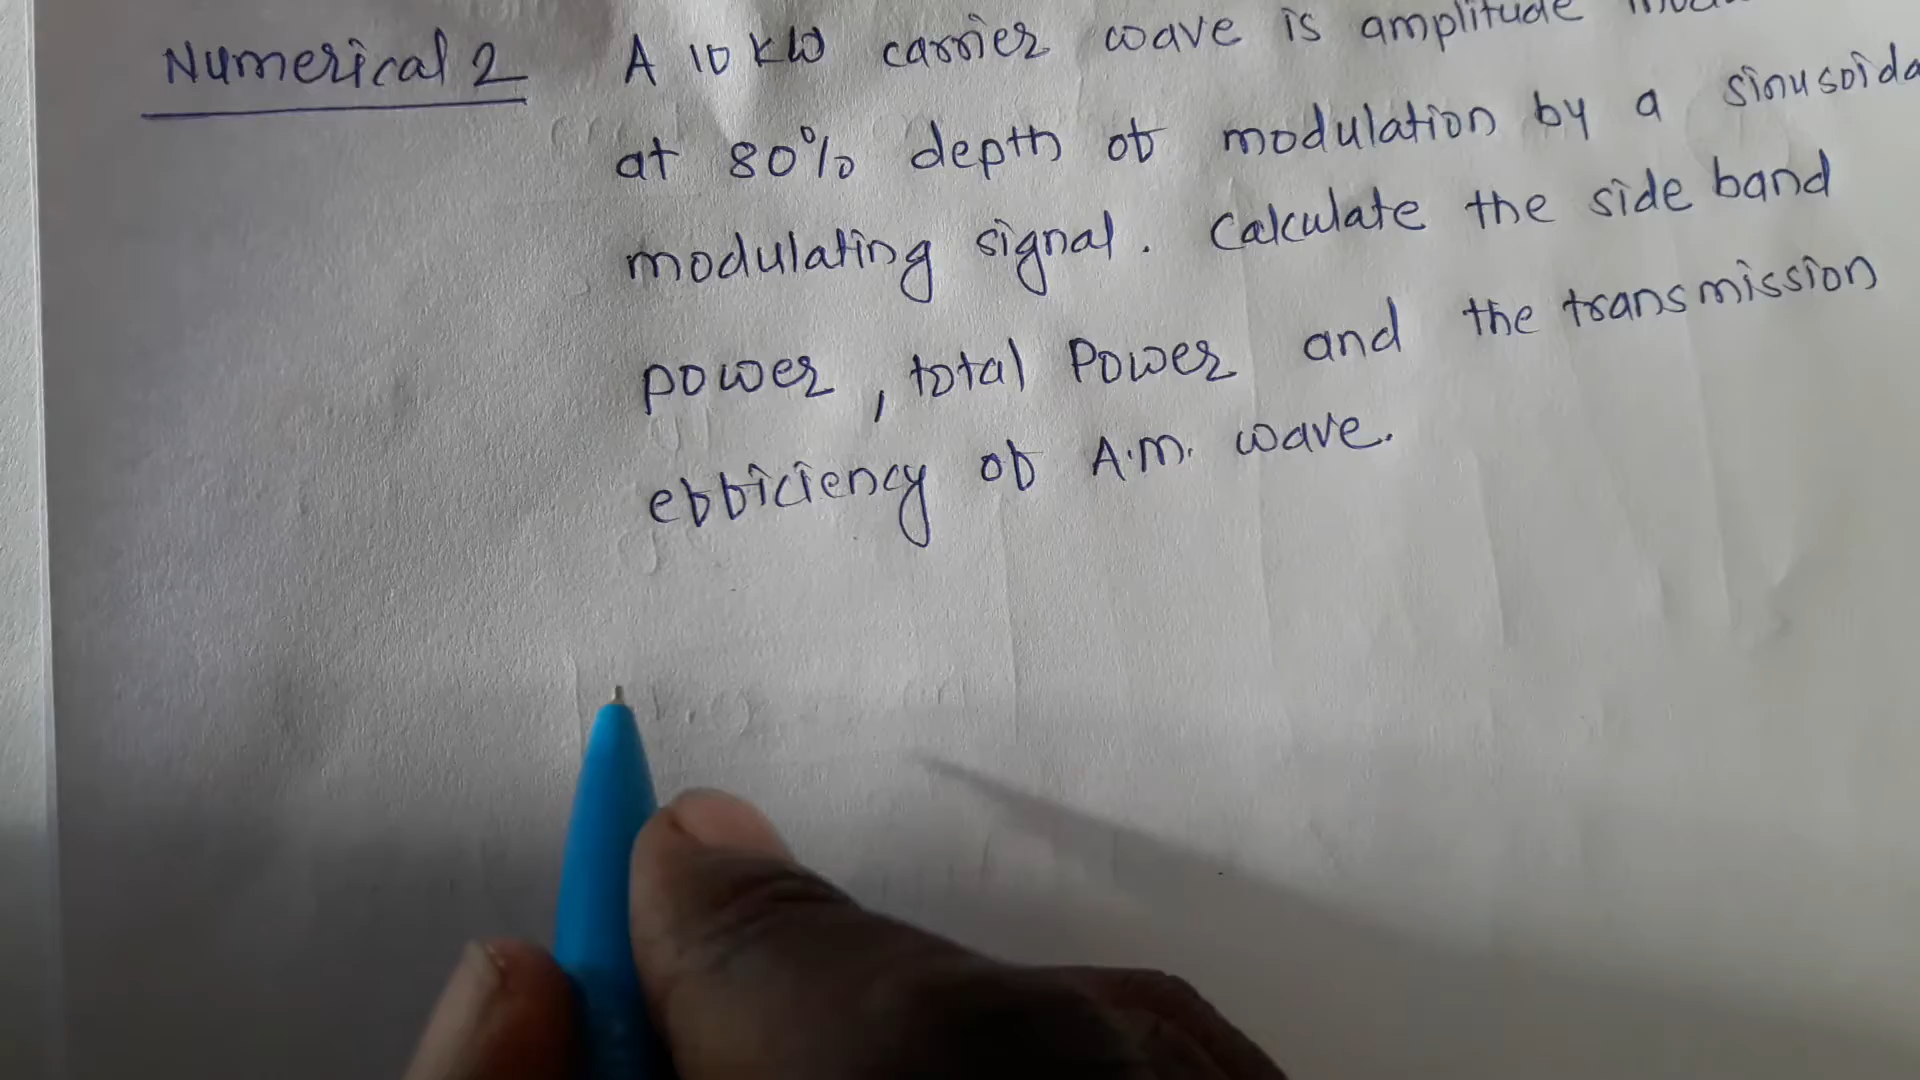 Numerical 2 A 10 KW carrier wave is amplitude
at 80% depth of modulation by a sinusoida
modulating signal. Calculate the side band
power, total Power and the transmission
efficiency of A.M. wave.